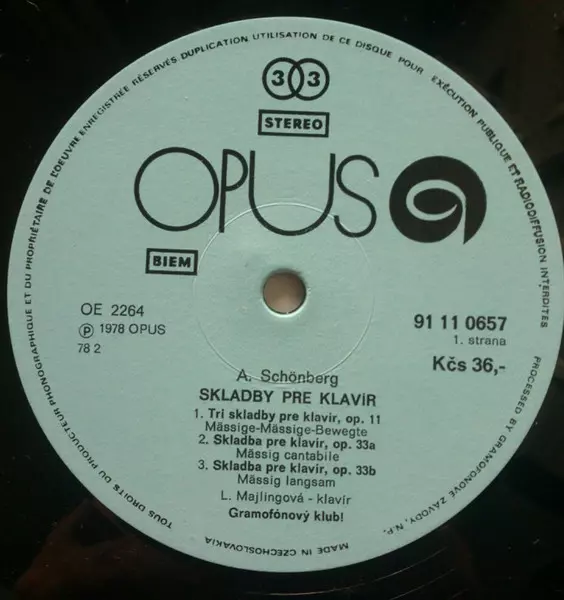 TOUS DROITS DU PRODUCTEUR PHONOGRAPHIQUE ET DU PROPRIÉTAIRE DE L'OEUVRE ENREGISTRÉE RÉSERVÉS. DUPLICATION, UTILISATION DE CE DISQUE POUR EXÉCUTION PUBLIQUE ET RADIODIFFUSION INTERDITES.
33
STEREO
OPUS
BIEM
OE 2264
Ⓟ 1978 OPUS
78 2
91 11 0657
1. strana
Kčs 36,-
A. Schönberg
SKLADBY PRE KLAVÍR
1. Tri skladby pre klavír, op. 11
Mässige-Mässige-Bewegte
2. Skladba pre klavír, op. 33a
Mässig cantabile
3. Skladba pre klavír, op. 33b
Mässig langsam
L. Majlingová - klavír
Gramofónový klub!
PROCESSED BY GRAMOFONOVÉ ZÁVODY, N.P.
MADE IN CZECHOSLOVAKIA